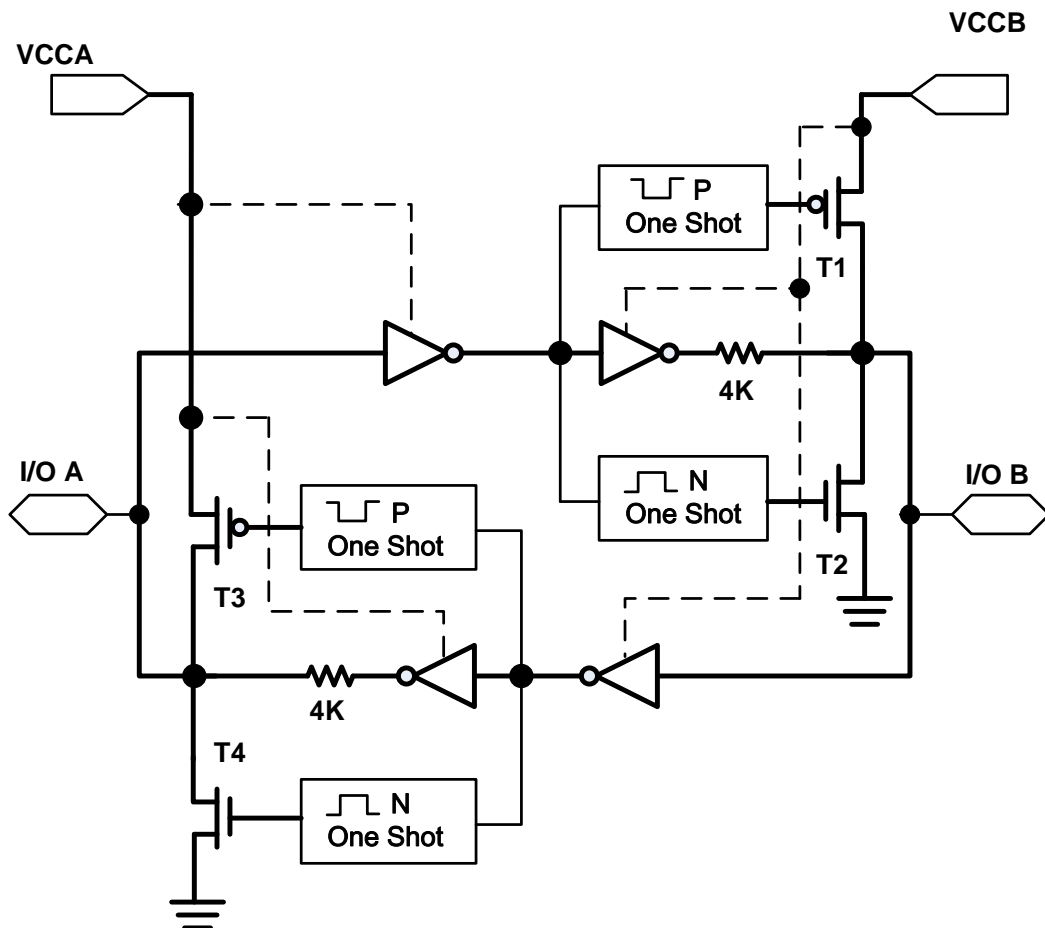 VCCB
VCCA
P
One Shot
T1
4K
I/O A
N
One Shot
I/O B
P
One Shot
T2
T3
4K
T4
N
One Shot